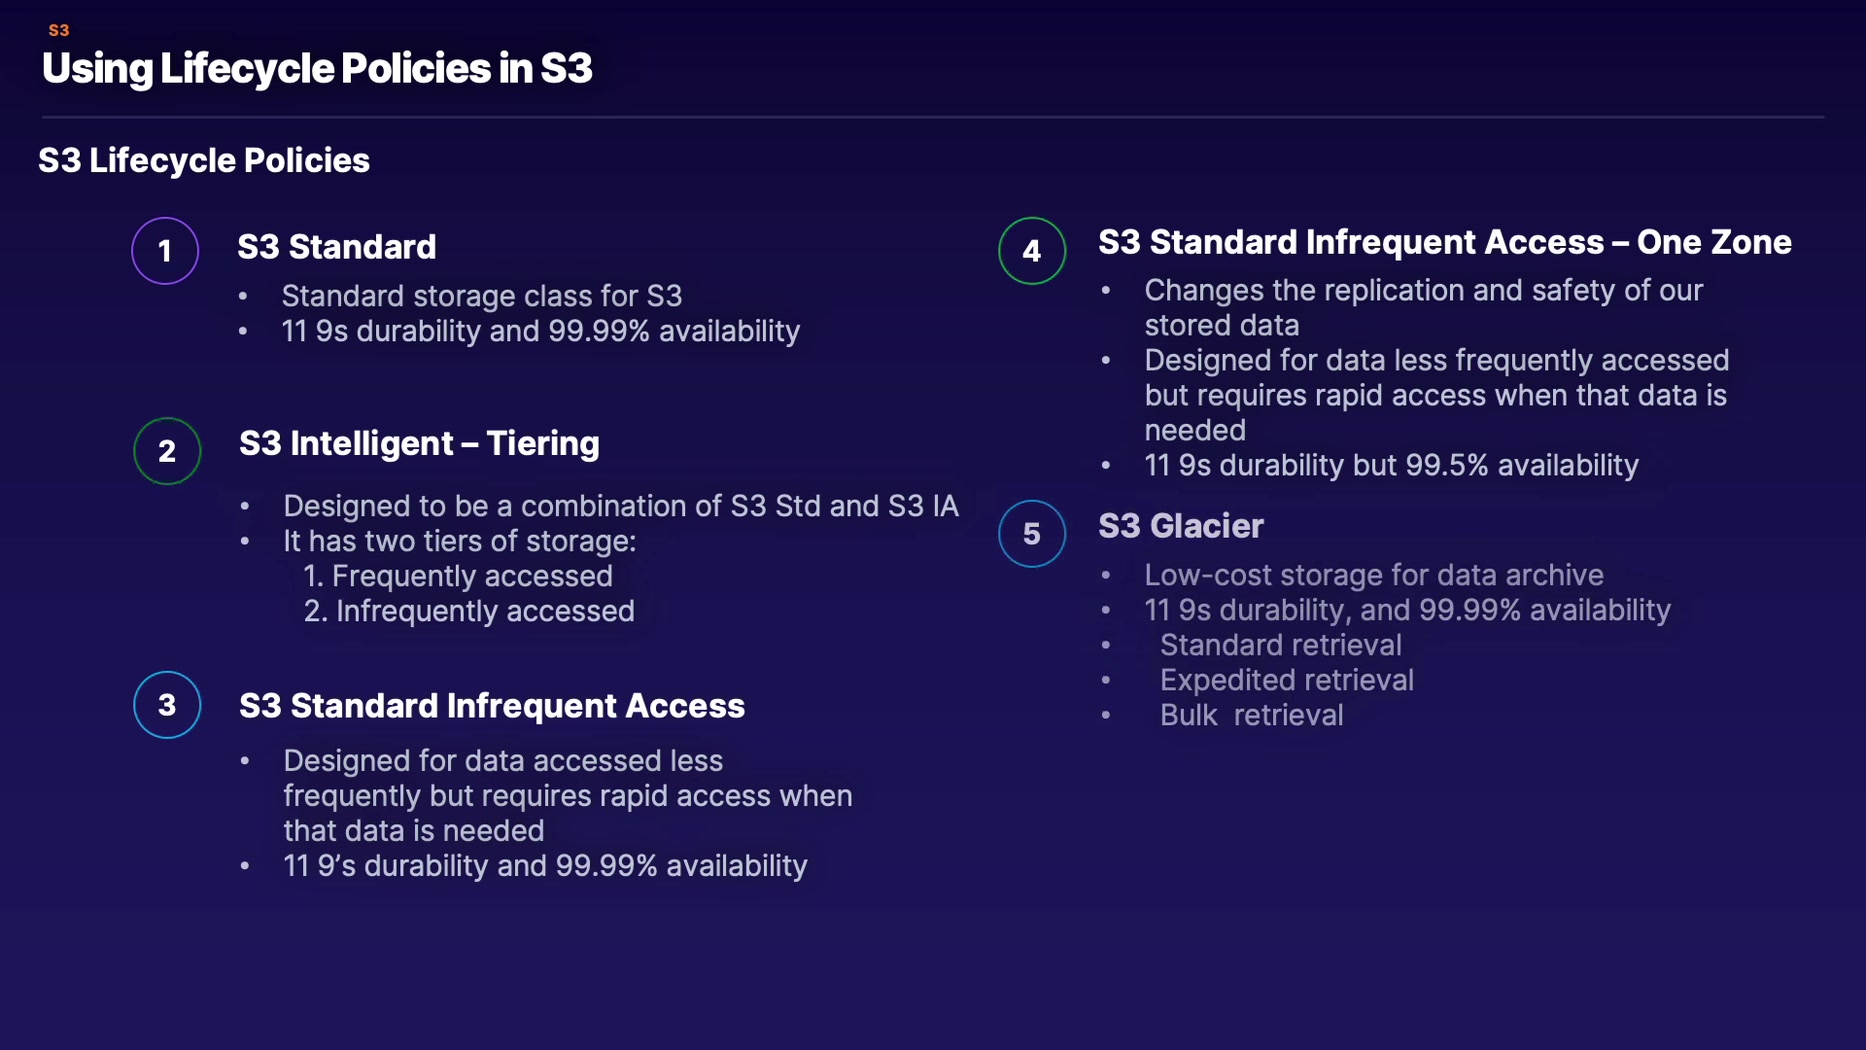 S3
Using Lifecycle Policies in S3
S3 Lifecycle Policies
1
S3 Standard
• Standard storage class for S3
• 11 9s durability and 99.99% availability
2
S3 Intelligent – Tiering
• Designed to be a combination of S3 Std and S3 IA
• It has two tiers of storage:
1. Frequently accessed
2. Infrequently accessed
3
S3 Standard Infrequent Access
• Designed for data accessed less
frequently but requires rapid access when
that data is needed
• 11 9’s durability and 99.99% availability
4
S3 Standard Infrequent Access – One Zone
• Changes the replication and safety of our
stored data
• Designed for data less frequently accessed
but requires rapid access when that data is
needed
• 11 9s durability but 99.5% availability
5
S3 Glacier
• Low-cost storage for data archive
• 11 9s durability, and 99.99% availability
• Standard retrieval
• Expedited retrieval
• Bulk retrieval